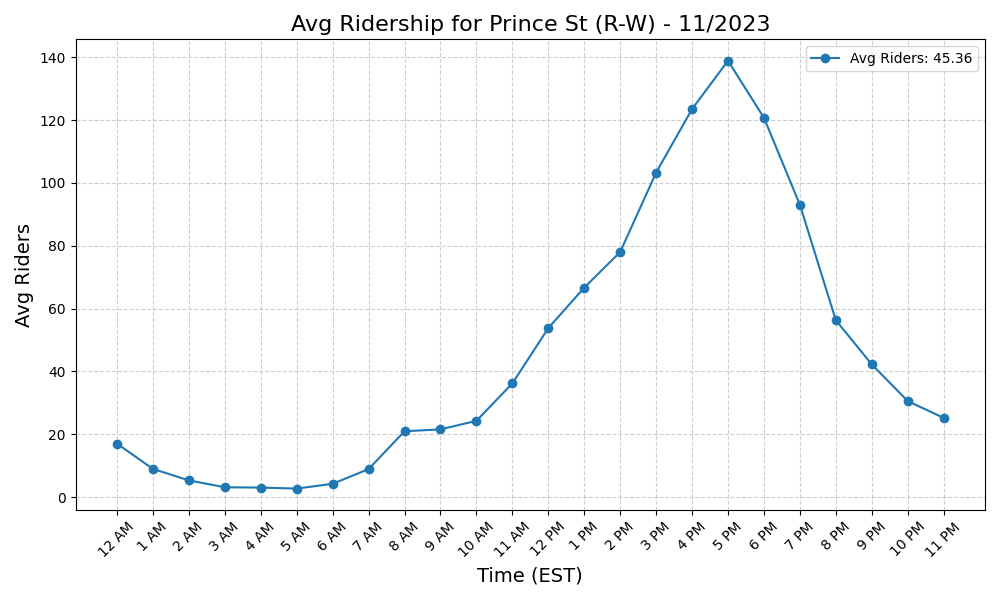 Avg Ridership for Prince St (R-W) - 11/2023
Avg Riders: 45.36
Avg Riders
140
120
100
80
60
40
20
0
12 AM
1 AM
2 AM
3 AM
4 AM
5 AM
6 AM
7 AM
8 AM
9 AM
10 AM
11 AM
12 PM
1 PM
2 PM
3 PM
4 PM
5 PM
6 PM
7 PM
8 PM
9 PM
10 PM
11 PM
Time (EST)